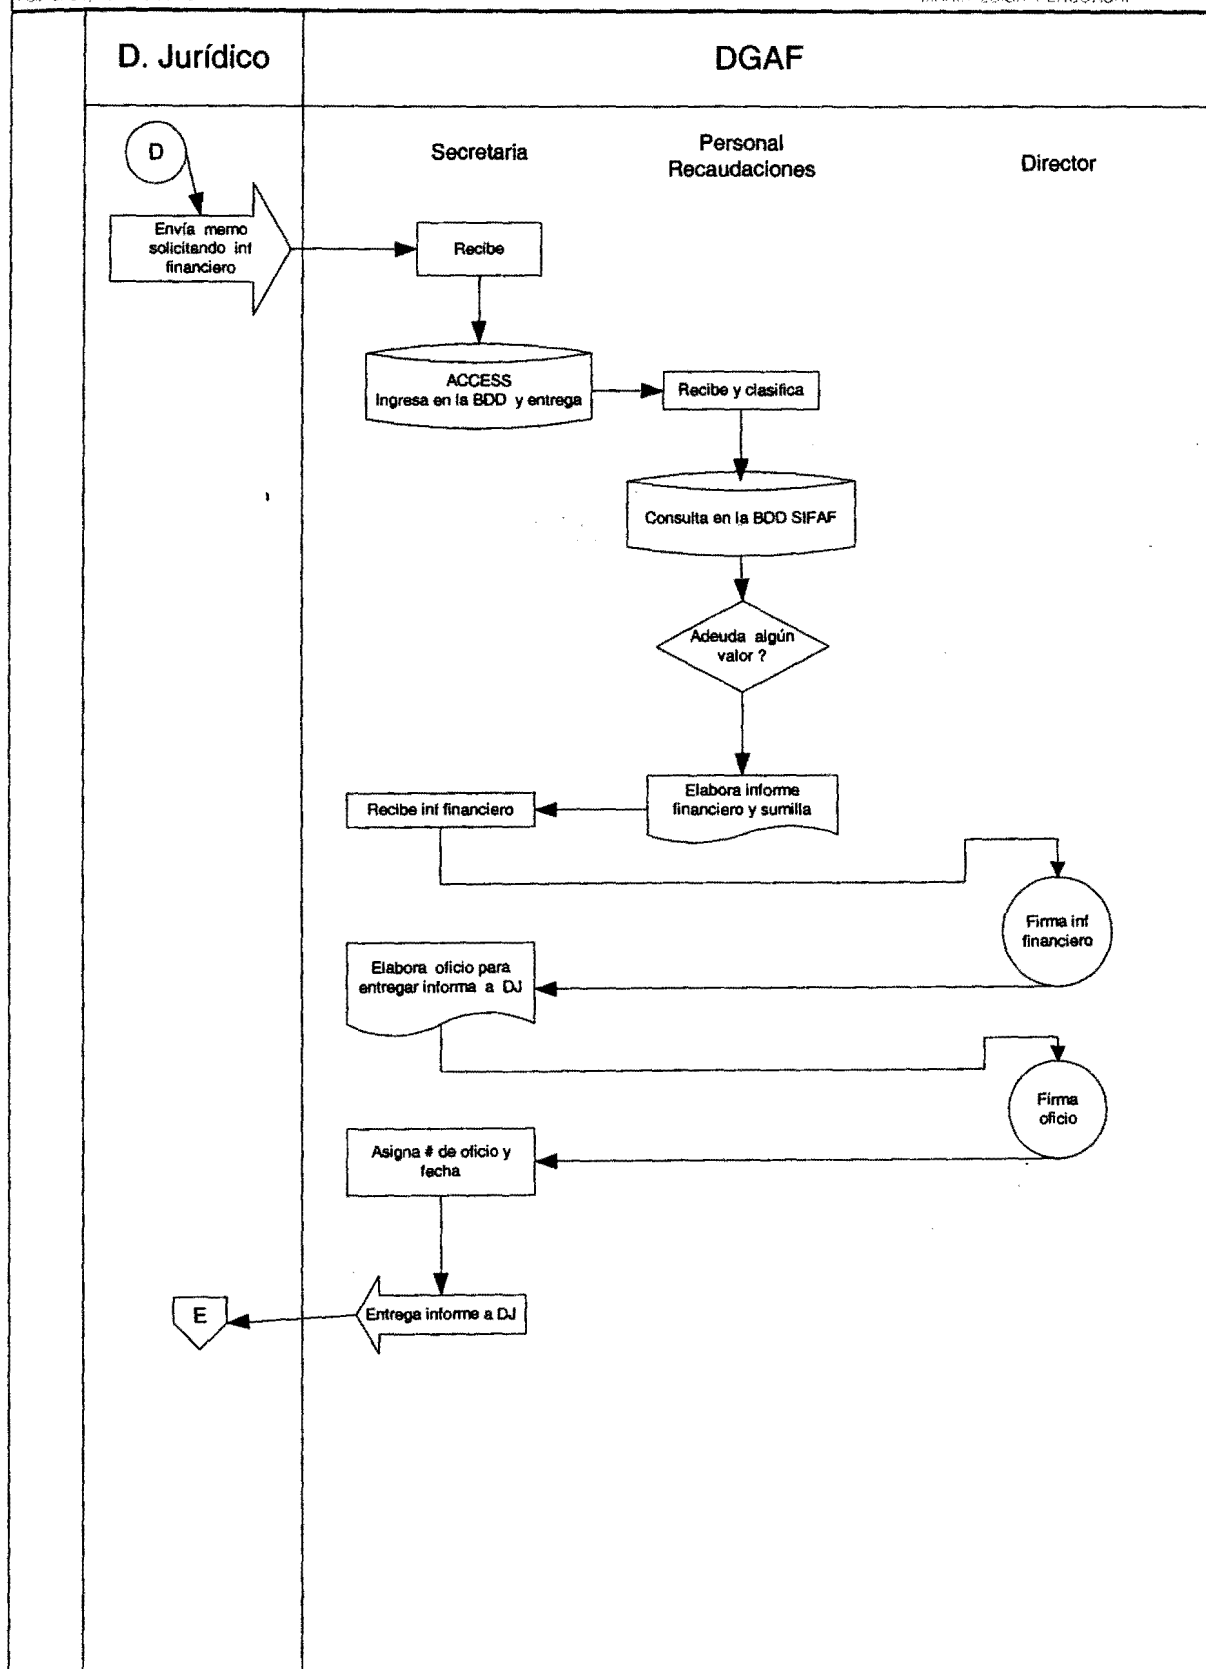 D. Jurídico
DGAF
D
Secretaria
Personal
Recaudaciones
Director
Envía memo
solicitando inf
financiero
Recibe
ACCESS
Ingresa en la BDD y entrega
Recibe y clasifica
Consulta en la BDD SIFAF
Adeuda algún
valor ?
Elabora informe
financiero y sumilla
Recibe inf financiero
Firma inf
financiero
Elabora oficio para
entregar informa a DJ
Firma
oficio
Asigna # de oficio y
fecha
Entrega informe a DJ
E